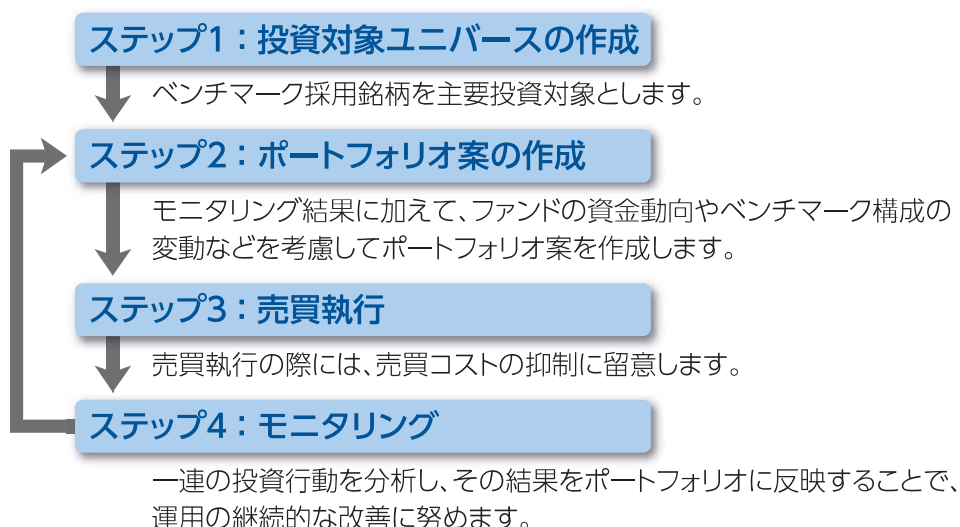 ステップ1：投資対象ユニバースの作成
ベンチマーク採用銘柄を主要投資対象とします。
ステップ2：ポートフォリオ案の作成
モニタリング結果に加えて、ファンドの資金動向やベンチマーク構成の
変動などを考慮してポートフォリオ案を作成します。
ステップ3：売買執行
売買執行の際には、売買コストの抑制に留意します。
ステップ4：モニタリング
一連の投資行動を分析し、その結果をポートフォリオに反映することで、
運用の継続的な改善に努めます。